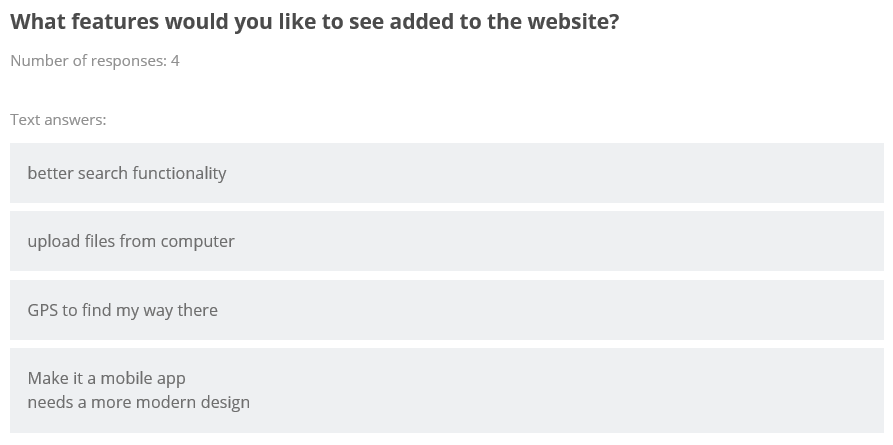 What features would you like to see added to the website?
Number of responses: 4
Text answers:
better search functionality
upload files from computer
GPS to find my way there
Make it a mobile app
needs a more modern design